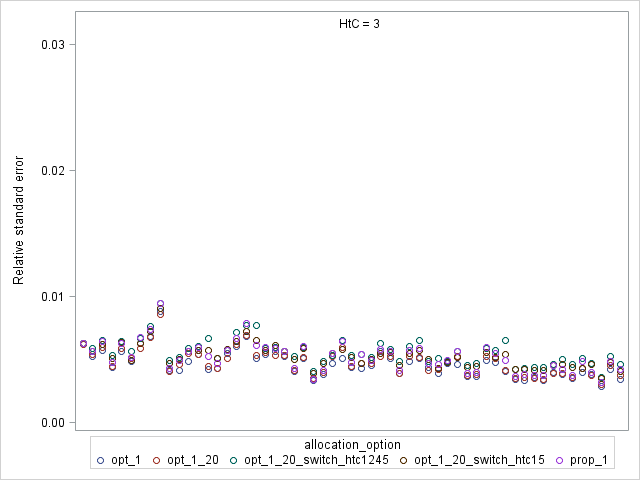 HtC = 3
0.03
0.02
0.01
0.00
Relative standard error
allocation_option
opt_1 opt_1_20 opt_1_20_switch_htc1245 opt_1_20_switch_htc15 prop_1